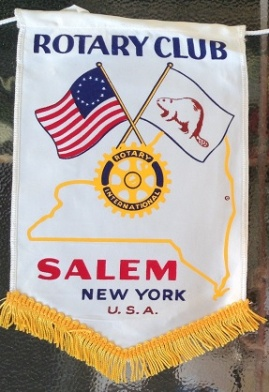 ROTARY CLUB
ROTARY
INTERNATIONAL
SALEM
NEW YORK
U.S.A.